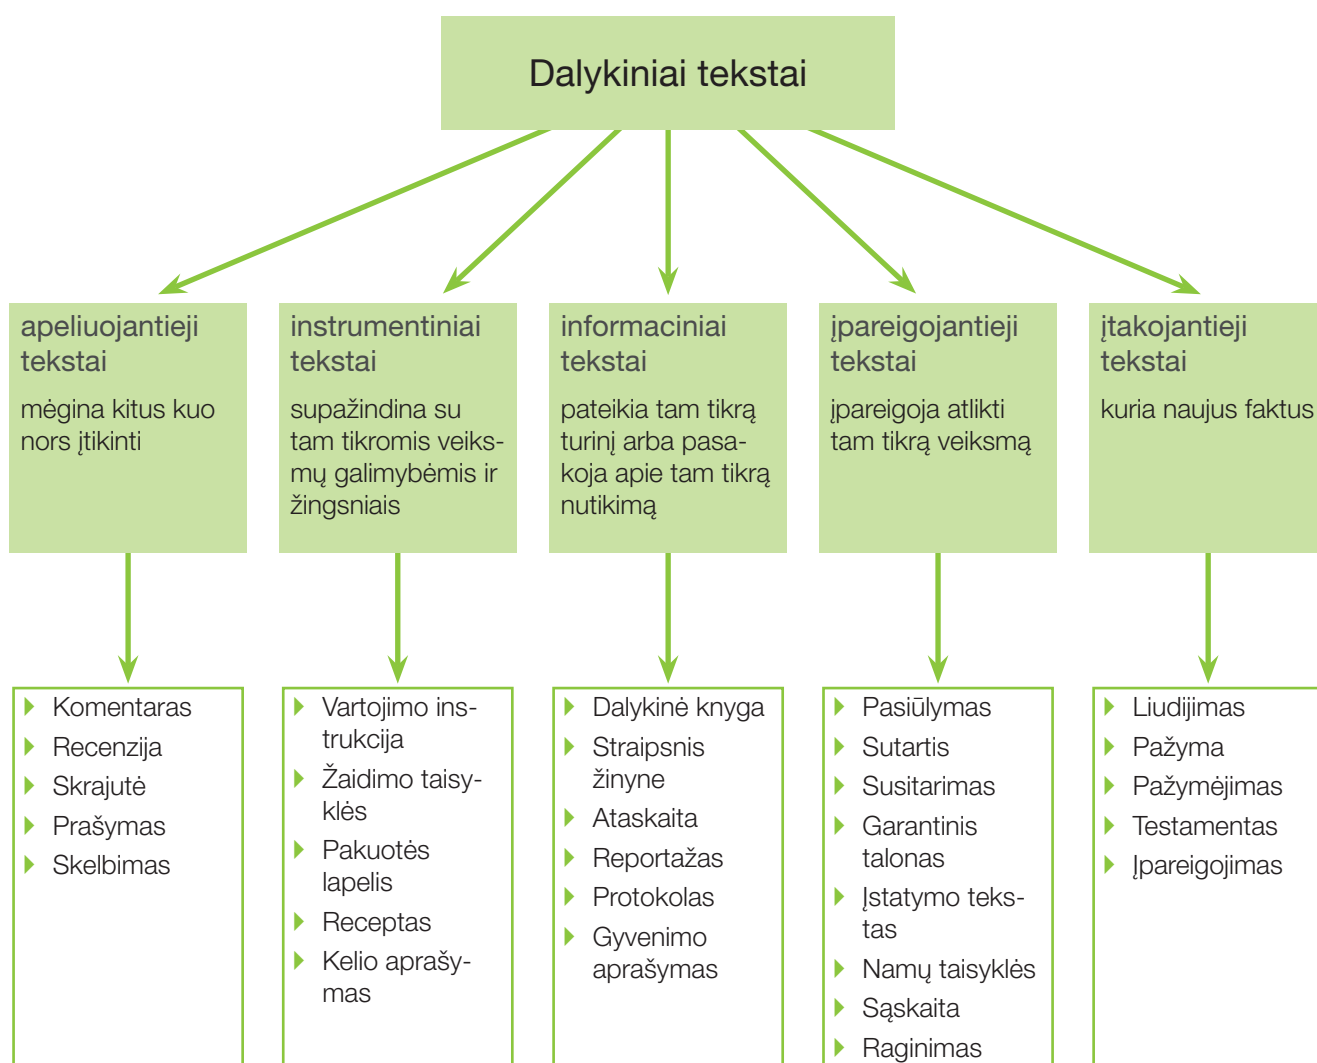 Dalykiniai tekstai
apeliuojantieji
tekstai
mėgina kitus kuo
nors įtikinti
instrumentiniai
tekstai
supažindina su
tam tikromis veiks-
mų galimybėmis ir
žingsniais
informaciniai
tekstai
pateikia tam tikrą
turinį arba pasa-
koja apie tam tikrą
nutikimą
įpareigojantieji
tekstai
įpareigoja atlikti
tam tikrą veiksmą
įtakojantieji
tekstai
kuria naujus faktus
Komentaras
Recenzija
Skrajutė
Prašymas
Skelbimas
Vartojimo ins-
trukcija
Žaidimo taisy-
klės
Pakuotės
lapelis
Receptas
Kelio aprašy-
mas
Dalykinė knyga
Straipsnis
žinyne
Ataskaita
Reportažas
Protokolas
Gyvenimo
aprašymas
Pasiūlymas
Sutartis
Susitarimas
Garantinis
talonas
Įstatymo teks-
tas
Namų taisyklės
Sąskaita
Raginimas
Liudijimas
Pažyma
Pažymėjimas
Testamentas
Įpareigojimas